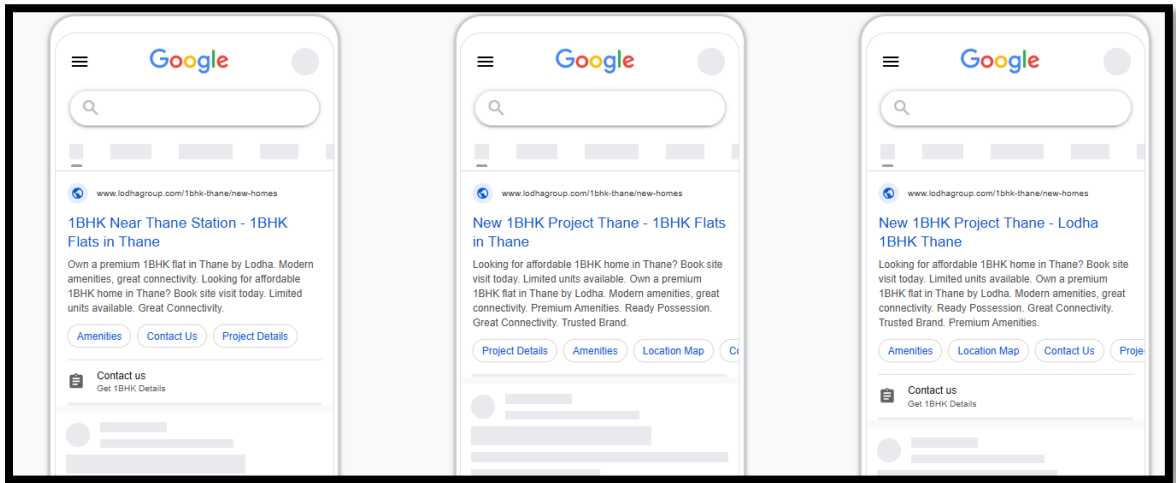 Google
www.lodhagroup.com/1bhk-thane/new-homes
1BHK Near Thane Station - 1BHK
Flats in Thane
Own a premium 1BHK flat in Thane by Lodha. Modern
amenities, great connectivity. Looking for affordable
1BHK home in Thane? Book site visit today. Limited
units available. Great Connectivity.
Amenities
Contact Us
Project Details
Contact us
Get 1BHK Details
Google
www.lodhagroup.com/1bhk-thane/new-homes
New 1BHK Project Thane - 1BHK Flats
in Thane
Looking for affordable 1BHK home in Thane? Book site
visit today. Limited units available. Own a premium
1BHK flat in Thane by Lodha. Modern amenities, great
connectivity. Premium Amenities. Ready Possession.
Great Connectivity. Trusted Brand.
Project Details
Amenities
Location Map
Google
www.lodhagroup.com/1bhk-thane/new-homes
New 1BHK Project Thane - Lodha
1BHK Thane
Looking for affordable 1BHK home in Thane? Book site
visit today. Limited units available. Own a premium
1BHK flat in Thane by Lodha. Modern amenities, great
connectivity. Ready Possession. Great Connectivity.
Trusted Brand. Premium Amenities.
Amenities
Location Map
Contact Us
Contact us
Get 1BHK Details